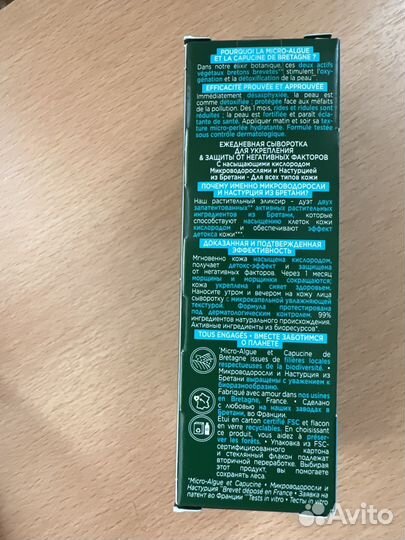 POURQUOI LA MICRO-ALGUE
ET LA CAPUCINE DE BRETAGNE ?
Dans notre élixir botanique, ces deux actifs
végétaux bretons brevetés** stimulent l'oxy-
génation et la détoxification de la peau***
EFFICACITÉ PROUVÉE ET APPROUVÉE
Immédiatement désasphyxiée, la peau est
comme détoxifiée ; protégée face aux méfaits
de la pollution. Dès 1 mois, rides et ridules sont
réduites ; la peau est fortifiée et paraît écla-
tante de santé. Appliquer matin et soir sa tex-
ture micro-perlée hydratante. Formule testée
sous contrôle dermatologique.
ЕЖЕДНЕВНАЯ СЫВОРОТКА
ДЛЯ УКРЕПЛЕНИЯ
& ЗАЩИТЫ ОТ НЕГАТИВНЫХ ФАКТОРОВ
С насыщающими кислородом
Микроводорослями и Настурцией
из Бретани - Для всех типов кожи
ПОЧЕМУ ИМЕННО МИКРОВОДОРОСЛИ
И НАСТУРЦИЯ ИЗ БРЕТАНИ?
Наш растительный эликсир - дуэт двух
запатентованных** активных растительных
ингредиентов из Бретани, которые
способствуют насыщению клеток кожи
кислородом и обеспечивают эффект
детокса кожи***.
ДОКАЗАННАЯ И ПОДТВЕРЖДЕННАЯ
ЭФФЕКТИВНОСТЬ
Мгновенно кожа насыщена кислородом,
получает детокс-эффект и защищена
от негативных факторов. Через 1 месяц
морщины и морщинки сокращаются;
кожа укреплена и сияет здоровьем.
Наносите утром и вечером на кожу лица
сыворотку с микрокапельной увлажняющей
текстурой. Формула протестирована
под дерматологическим контролем. 99%
ингредиентов натурального происхождения.
Активные ингредиенты из биоресурсов*.
TOUS ENGAGÉS • ВМЕСТЕ ЗАБОТИМСЯ
О ПЛАНЕТЕ
*Micro-Algue et Capucine de
Bretagne issues de filières locales
respectueuses de la biodiversité. •
Микроводоросли и Настурция из
Бретани выращены с уважением к
биоразнообразию.
Fabriqué avec amour dans nos usines
en Bretagne, France. • Сделано
с любовью на наших заводах в
Бретани, во Франции.
Étui en carton certifié FSC et flacon
en verre recyclables. En choisissant
ce produit, vous aidez à préser-
ver les forêts. • Упаковка из FSC-
сертифицированного картона
и стеклянный флакон подлежат
вторичной переработке. Выбирая
этот продукт, вы помогаете
сохранять леса.
*Micro-Algue et Capucine • Микроводоросли и
Настурция **Brevet déposé en France • Заявка на
патент во Франции ***Tests in vitro • Тесты in vitro
Avito